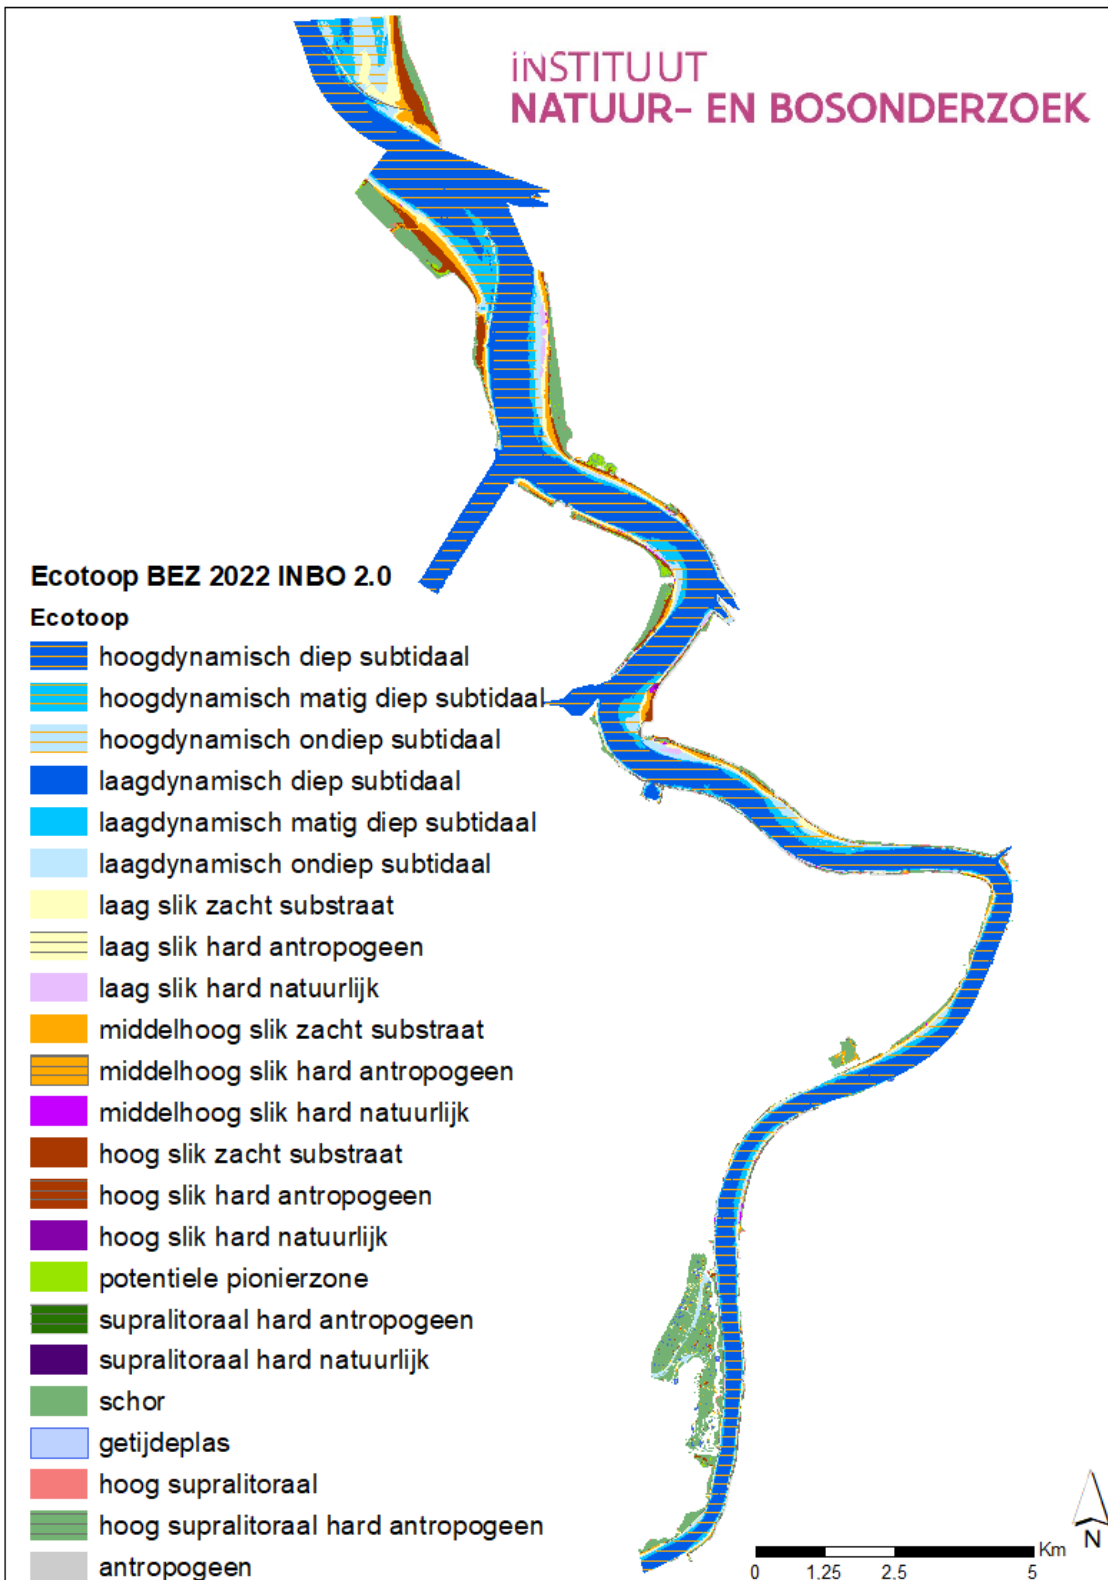 INSTITUUT
NATUUR- EN BOSONDERZOEK
Ecotoop BEZ 2022 INBO 2.0
Ecotoop
hoogdynamisch diep subtidaal
hoogdynamisch matig diep subtidaal
hoogdynamisch ondiep subtidaal
laagdynamisch diep subtidaal
laagdynamisch matig diep subtidaal
laagdynamisch ondiep subtidaal
laag slik zacht substraat
laag slik hard antropogeen
laag slik hard natuurlijk
middelhoog slik zacht substraat
middelhoog slik hard antropogeen
middelhoog slik hard natuurlijk
hoog slik zacht substraat
hoog slik hard antropogeen
hoog slik hard natuurlijk
potentiele pionierzone
supralitoraal hard antropogeen
supralitoraal hard natuurlijk
schor
getijdeplas
hoog supralitoraal
hoog supralitoraal hard antropogeen
antropogeen
N
Km
0 1,25 2,5 5